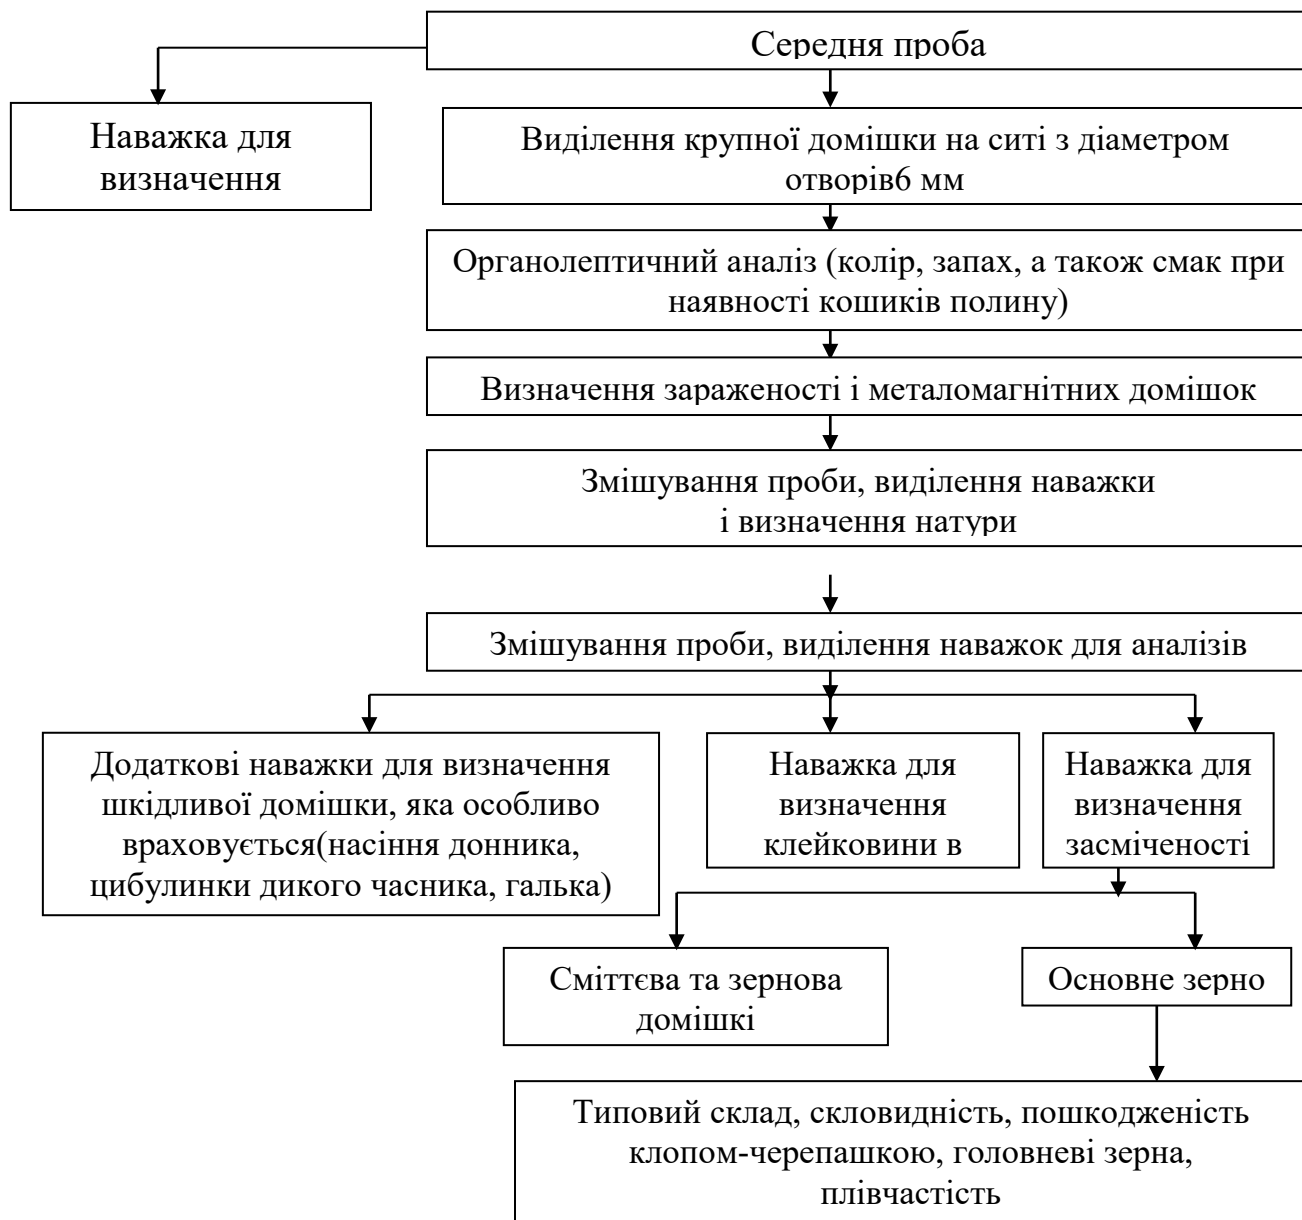 Середня проба
Наважка для
визначення
Виділення крупної домішки на ситі з діаметром
отворів6 мм
Органолептичний аналіз (колір, запах, а також смак при
наявності кошиків полину)
Визначення зараженості і металомагнітних домішок
Змішування проби, виділення наважки
і визначення натури
Змішування проби, виділення наважок для аналізів
Додаткові наважки для визначення
шкідливої домішки, яка особливо
враховується(насіння донника,
цибулинки дикого часника, галька)
Наважка для
визначення
клейковини в
Наважка для
визначення
засміченості
Сміттєва та зернова
домішкі
Основне зерно
Типовий склад, скловидність, пошкодженість
клопом-черепашкою, головневі зерна,
плівчастість